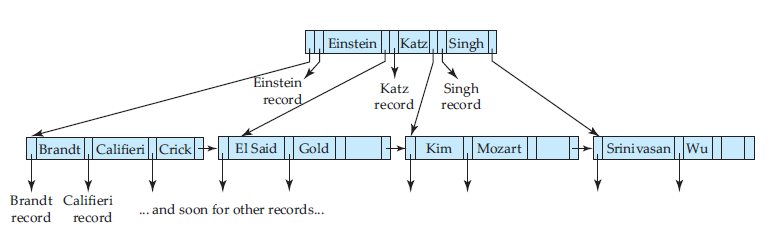 Einstein Katz Singh
Einstein
record
Katz
record
Singh
record
Brandt Califieri Crick El Said Gold Kim Mozart Srinivasan Wu
Brandt
record
Califieri
record
... and soon for other records...